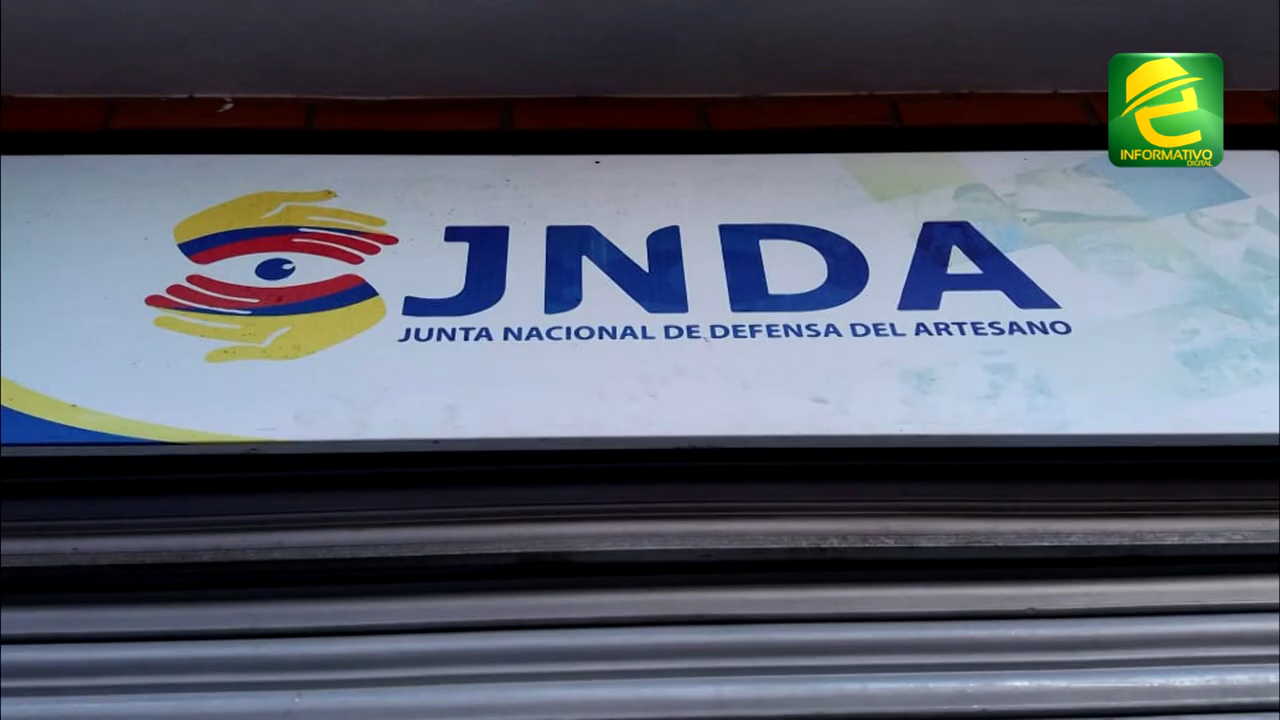 INFORMATIVO
DIGITAL
JNDA
JUNTA NACIONAL DE DEFENSA DEL ARTESANO